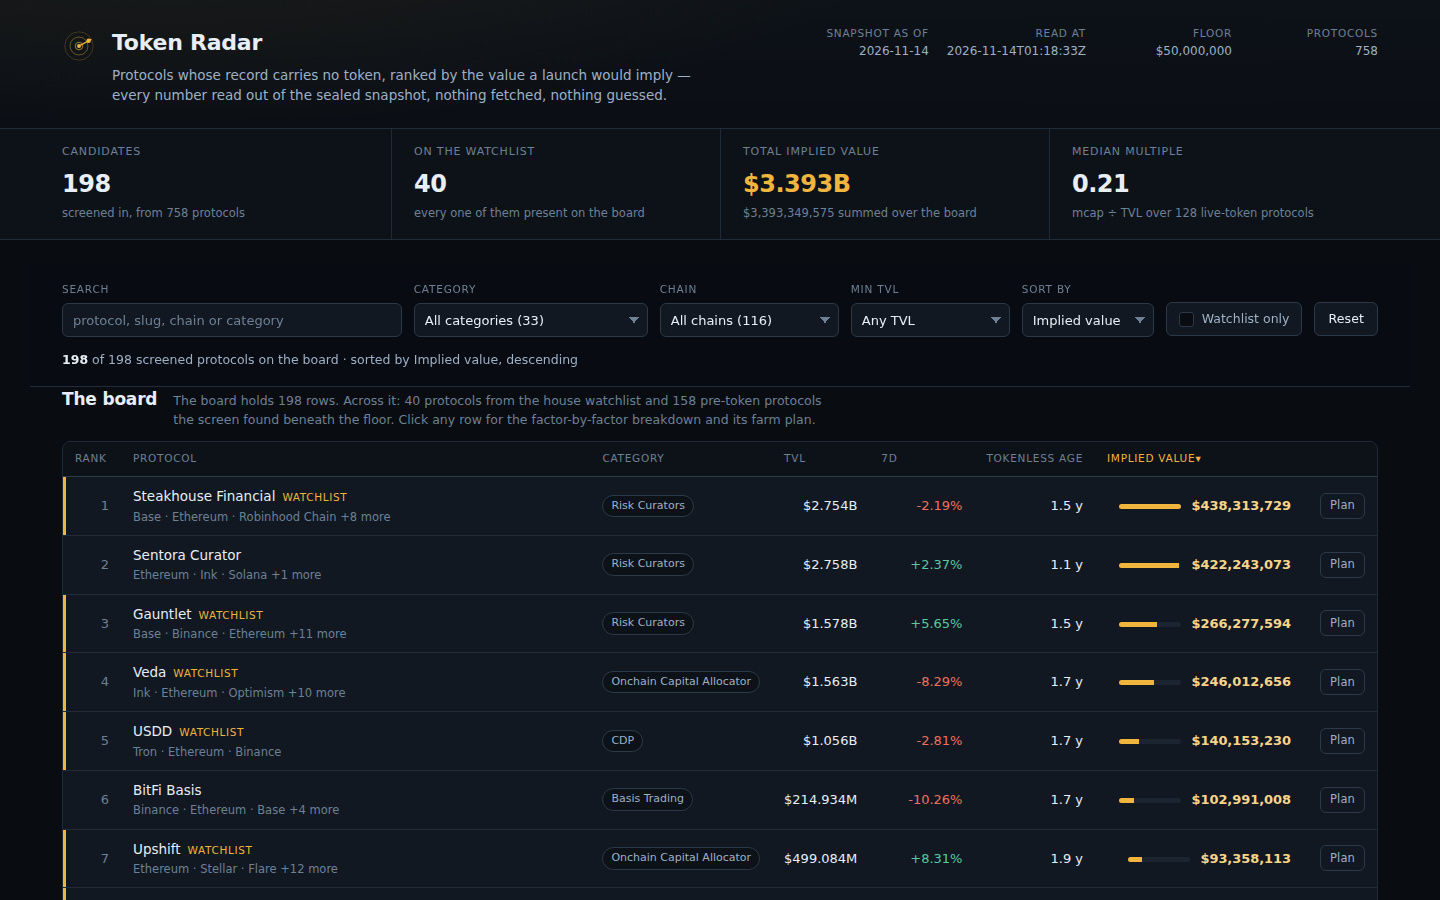 Token Radar
Protocols whose record carries no token, ranked by the value a launch would imply —
every number read out of the sealed snapshot, nothing fetched, nothing guessed.
SNAPSHOT AS OF
2026-11-14
READ AT
2026-11-14T01:18:33Z
FLOOR
$50,000,000
PROTOCOLS
758
CANDIDATES
198
screened in, from 758 protocols
ON THE WATCHLIST
40
every one of them present on the board
TOTAL IMPLIED VALUE
$3.393B
$3,393,349,575 summed over the board
MEDIAN MULTIPLE
0.21
mcap ÷ TVL over 128 live-token protocols
SEARCH
protocol, slug, chain or category
CATEGORY
All categories (33)
CHAIN
All chains (116)
MIN TVL
Any TVL
SORT BY
Implied value
Watchlist only
Reset
198 of 198 screened protocols on the board · sorted by Implied value, descending
The board
The board holds 198 rows. Across it: 40 protocols from the house watchlist and 158 pre-token protocols
the screen found beneath the floor. Click any row for the factor-by-factor breakdown and its farm plan.
RANK PROTOCOL CATEGORY TVL 7D TOKENLESS AGE IMPLIED VALUE▾
1 Steakhouse Financial WATCHLIST Risk Curators $2.754B -2.19% 1.5 y $438,313,729 Plan
Base · Ethereum · Robinhood Chain +8 more
2 Sentora Curator Risk Curators $2.758B +2.37% 1.1 y $422,243,073 Plan
Ethereum · Ink · Solana +1 more
3 Gauntlet WATCHLIST Risk Curators $1.578B +5.65% 1.5 y $266,277,594 Plan
Base · Binance · Ethereum +11 more
4 Veda WATCHLIST Onchain Capital Allocator $1.563B -8.29% 1.7 y $246,012,656 Plan
Ink · Ethereum · Optimism +10 more
5 USDD WATCHLIST CDP $1.056B -2.81% 1.7 y $140,153,230 Plan
Tron · Ethereum · Binance
6 BitFi Basis Basis Trading $214.934M -10.26% 1.7 y $102,991,008 Plan
Binance · Ethereum · Base +4 more
7 Upshift WATCHLIST Onchain Capital Allocator $499.084M +8.31% 1.9 y $93,358,113 Plan
Ethereum · Stellar · Flare +12 more